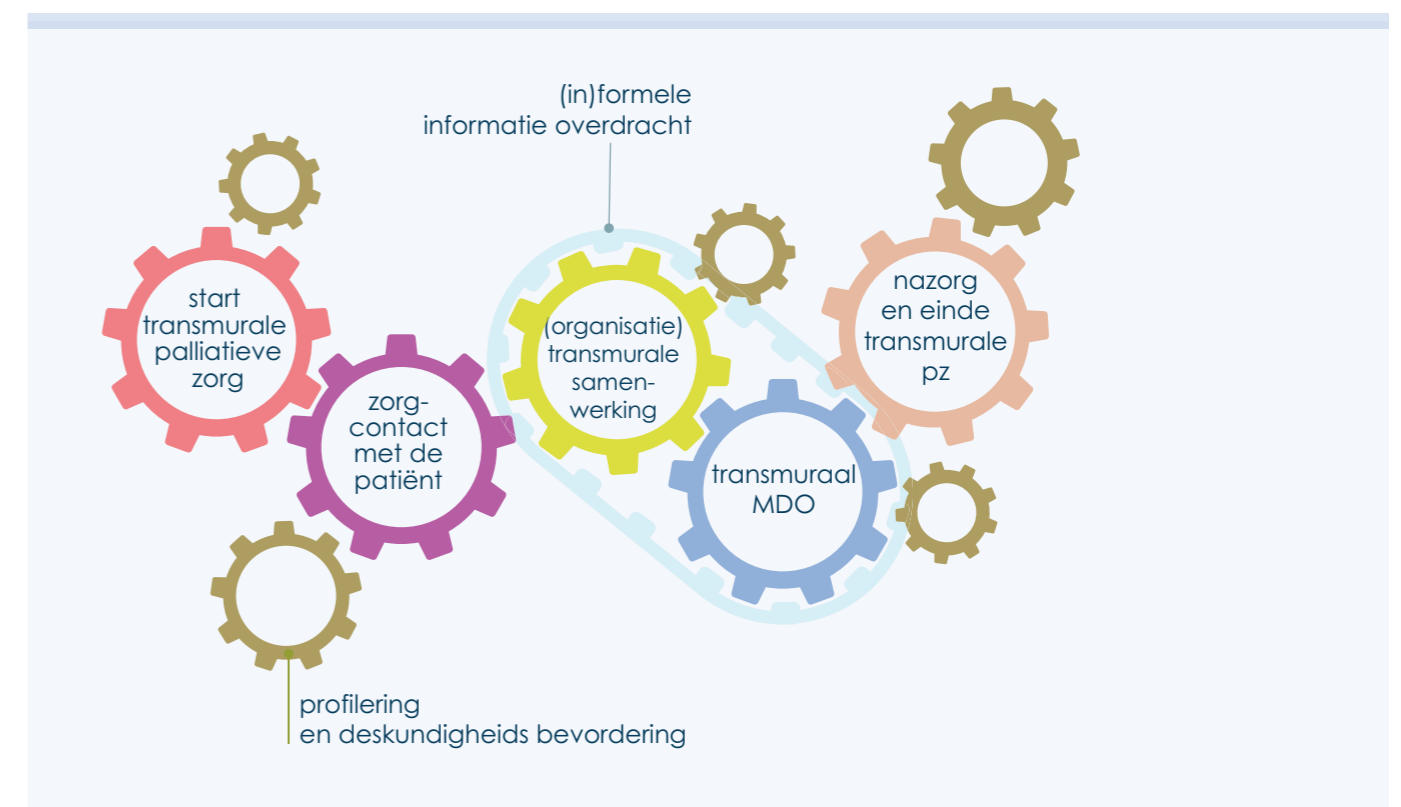 (in)formele
informatie overdracht
start
transmurale
palliatieve
zorg
zorg-
contact
met de
patiënt
(organisatie)
transmurale
samen-
werking
transmuraal
MDO
nazorg
en einde
transmurale
pz
profilering
en deskundigheids bevordering